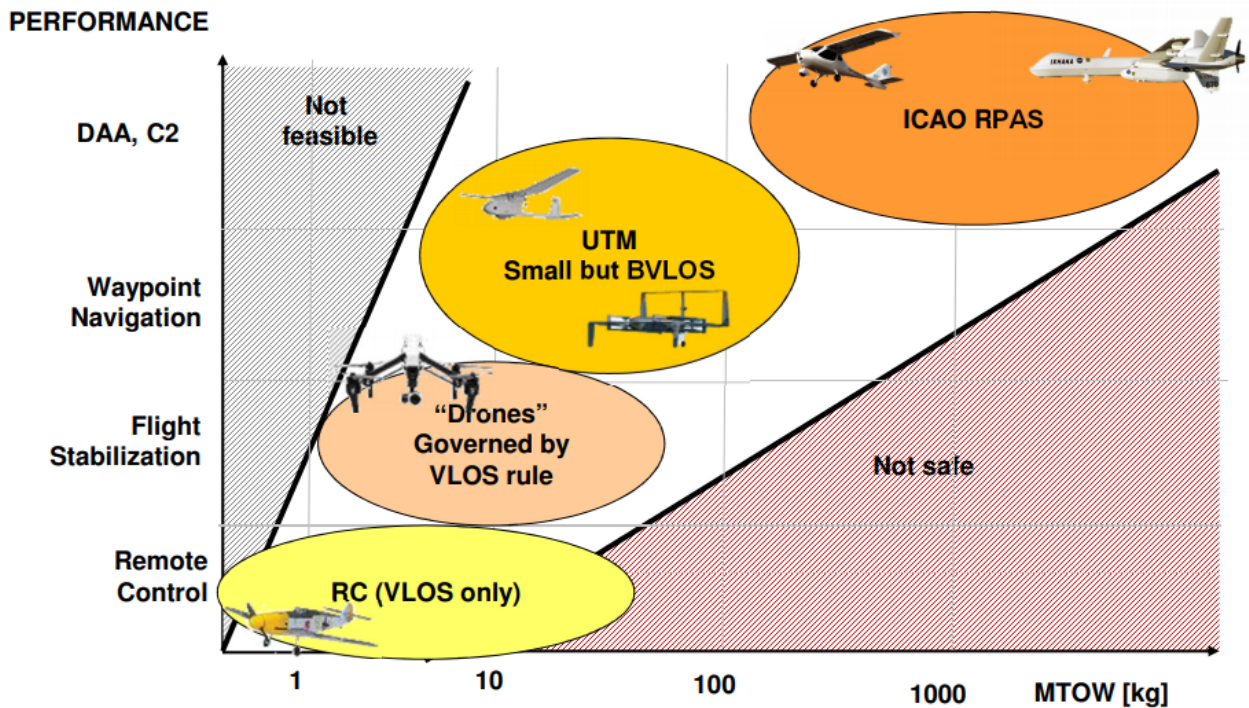 PERFORMANCE
Not
feasible
DAA, C2
ICAO RPAS
IKHANA
UTM
Small but BVLOS
Waypoint
Navigation
“Drones”
Governed by
VLOS rule
Flight
Stabilization
Not safe
Remote
Control
RC (VLOS only)
1
10
100
1000
MTOW [kg]